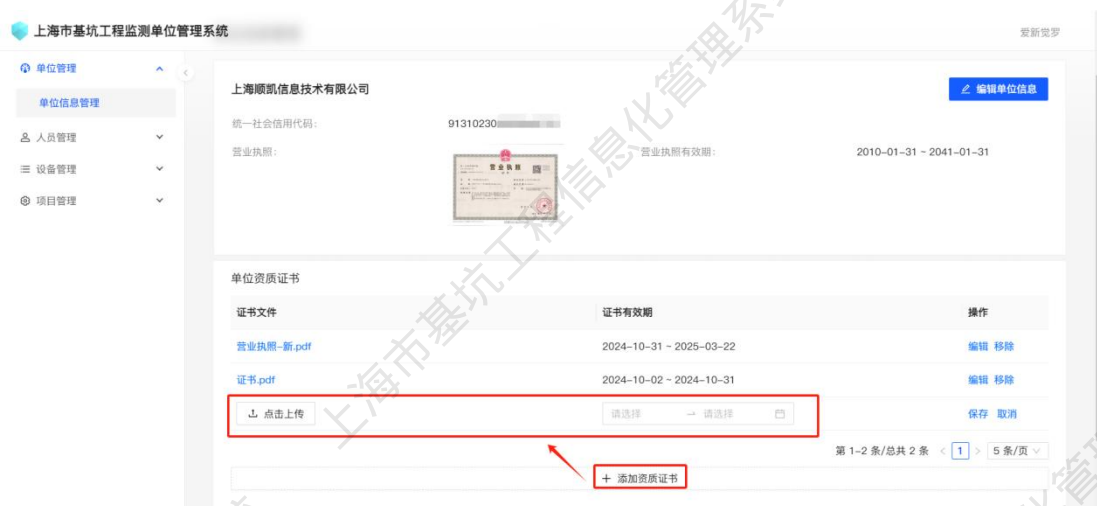 上海市基坑工程监测单位管理系统
爱新觉罗
单位管理
单位信息管理
人员管理
设备管理
项目管理
上海顺凯信息技术有限公司
编辑单位信息
统一社会信用代码:
91310230
营业执照:
营业执照
营业执照有效期:
2010-01-31 ~ 2041-01-31
单位资质证书
证书文件
证书有效期
操作
营业执照-新.pdf
2024-10-31 ~ 2025-03-22
编辑 移除
证书.pdf
2024-10-02 ~ 2024-10-31
编辑 移除
点击上传
请选择 → 请选择
保存 取消
第 1-2 条/总共 2 条 < 1 > 5 条/页
+ 添加资质证书
上海市基坑工程信息化管理系
化管